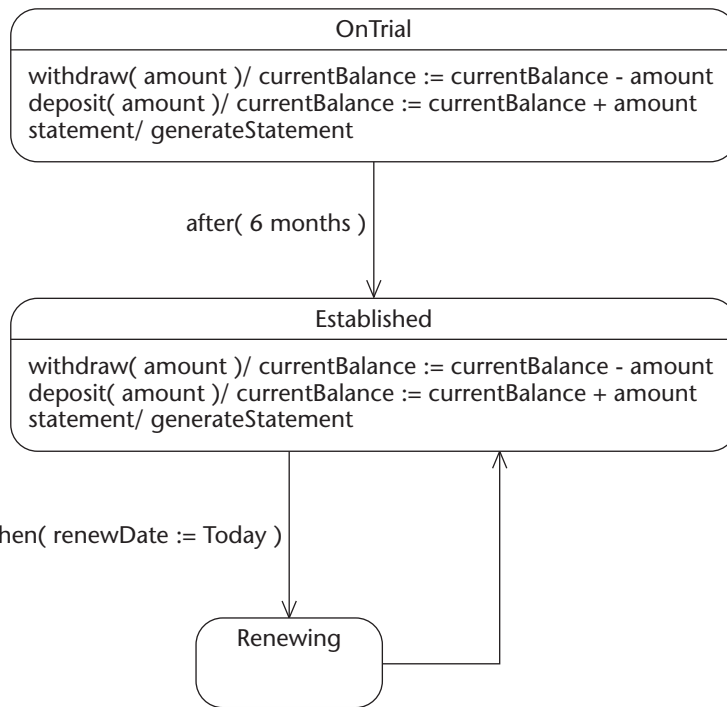 OnTrial
withdraw( amount )/ currentBalance := currentBalance - amount
deposit( amount )/ currentBalance := currentBalance + amount
statement/ generateStatement
after( 6 months )
Established
withdraw( amount )/ currentBalance := currentBalance - amount
deposit( amount )/ currentBalance := currentBalance + amount
statement/ generateStatement
hen( renewDate := Today )
Renewing